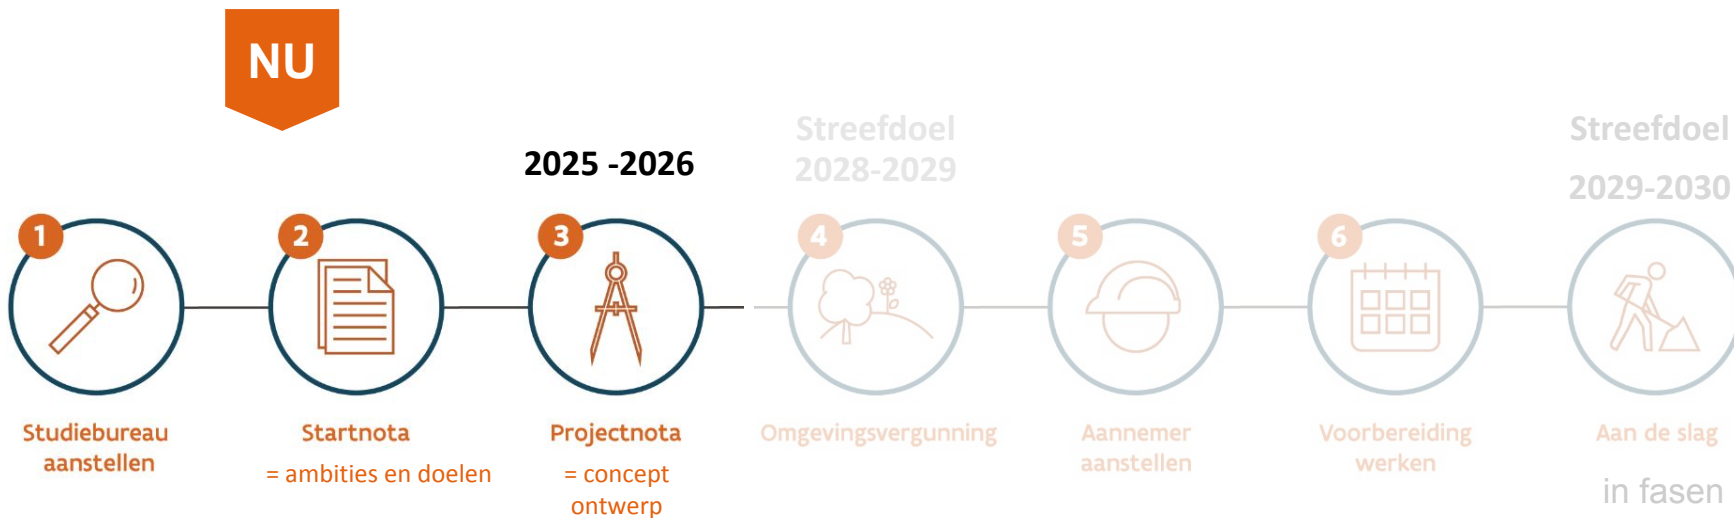 NU
2025 -2026
Streefdoel
2028-2029
Streefdoel
2029-2030
1
2
3
4
5
6
Studiebureau
aanstellen
Startnota
= ambities en doelen
Projectnota
= concept
ontwerp
Omgevingsvergunning
Aannemer
aanstellen
Voorbereiding
werken
Aan de slag
in fasen